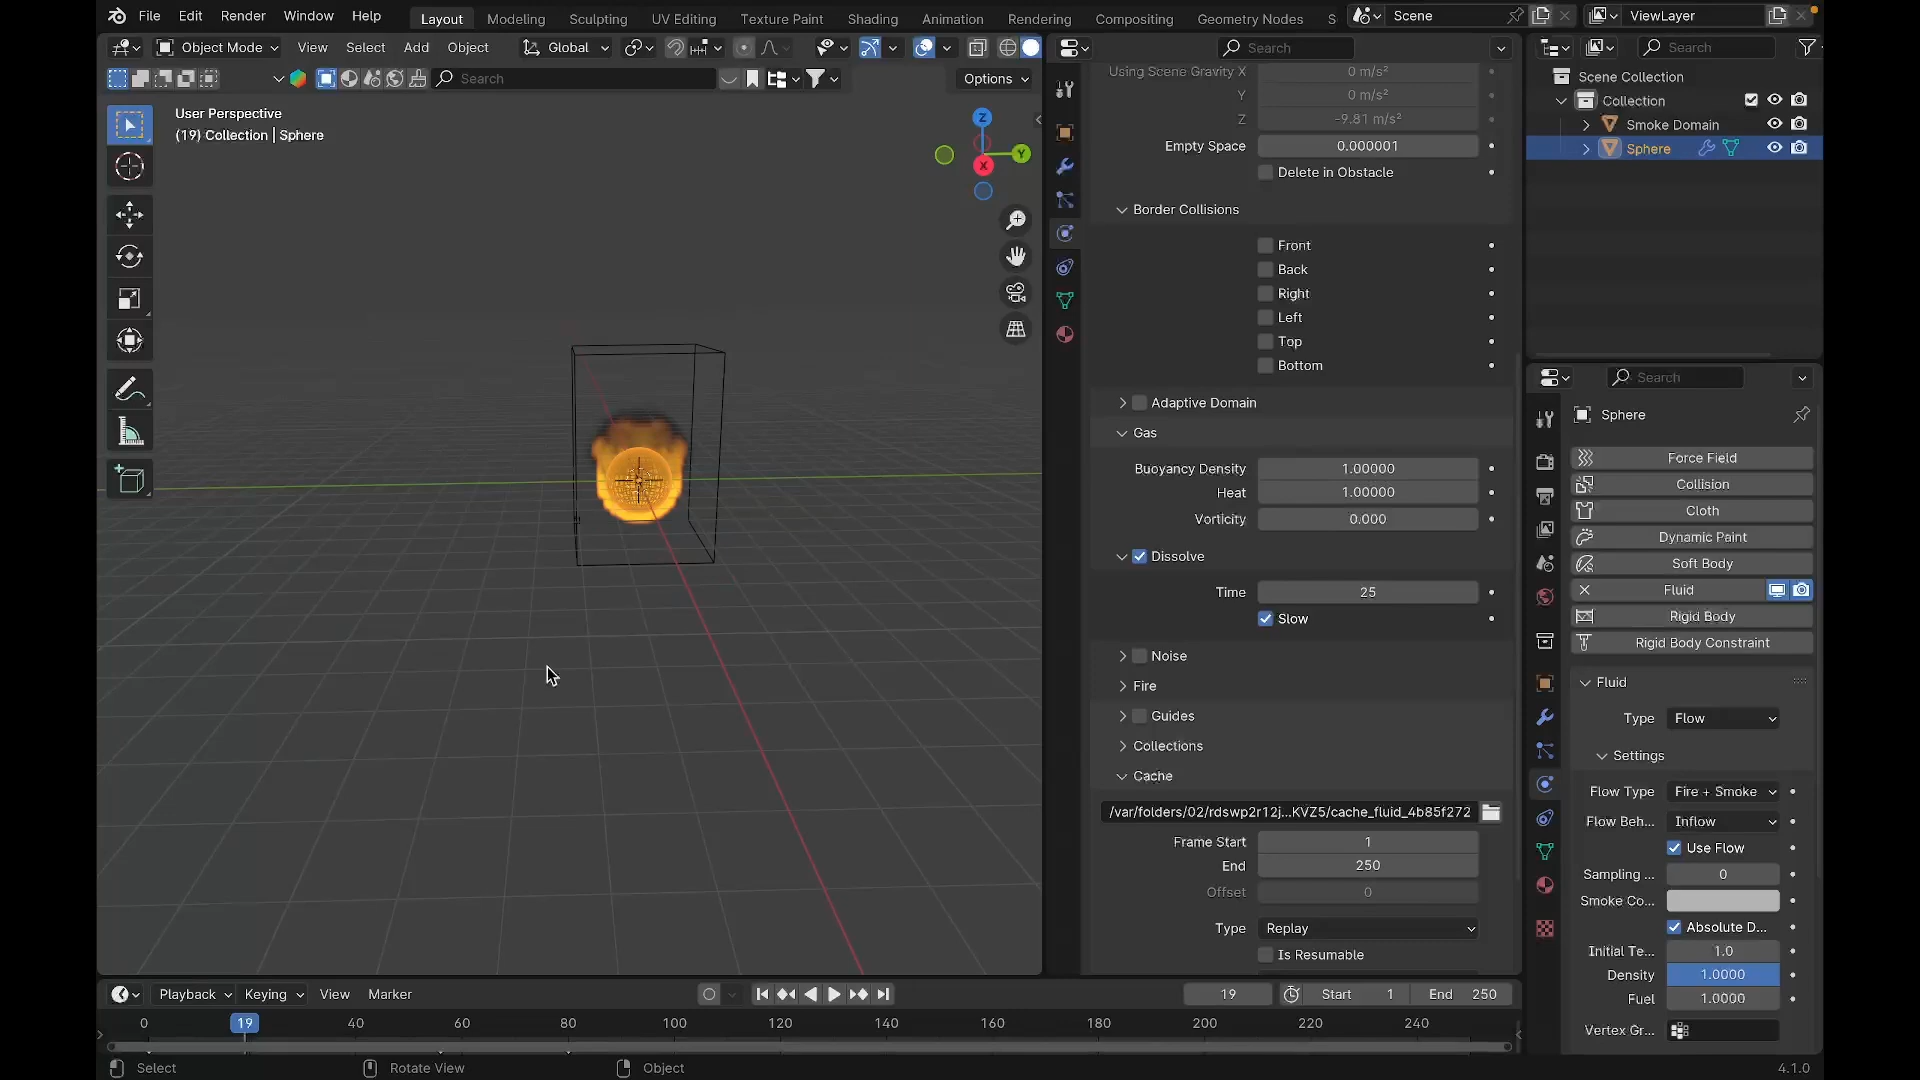 File Edit Render Window Help Layout Modeling Sculpting UV Editing Texture Paint Shading Animation Rendering Compositing Geometry Nodes S Scene ViewLayer
Object Mode View Select Add Object Global Search Search
Search Options
User Perspective
(19) Collection | Sphere
Z
Y
X
Using Scene Gravity X 0 m/s²
Y 0 m/s²
Z -9.81 m/s²
Empty Space 0.000001
Delete in Obstacle
Border Collisions
Front
Back
Right
Left
Top
Bottom
Adaptive Domain
Gas
Buoyancy Density 1.00000
Heat 1.00000
Vorticity 0.000
Dissolve
Time 25
Slow
Noise
Fire
Guides
Collections
Cache
/var/folders/02/rdswp2r12j...KVZ5/cache_fluid_4b85f272
Frame Start 1
End 250
Offset 0
Type Replay
Is Resumable
Scene Collection
Collection
Smoke Domain
Sphere
Search
Sphere
Force Field
Collision
Cloth
Dynamic Paint
Soft Body
Fluid
Rigid Body
Rigid Body Constraint
Fluid
Type Flow
Settings
Flow Type Fire + Smoke
Flow Beh... Inflow
Use Flow
Sampling ... 0
Smoke Co...
Absolute D...
Initial Te... 1.0
Density 1.0000
Fuel 1.0000
Vertex Gr...
Playback Keying View Marker 19 Start 1 End 250
0 19 40 60 80 100 120 140 160 180 200 220 240
Select Rotate View Object 4.1.0